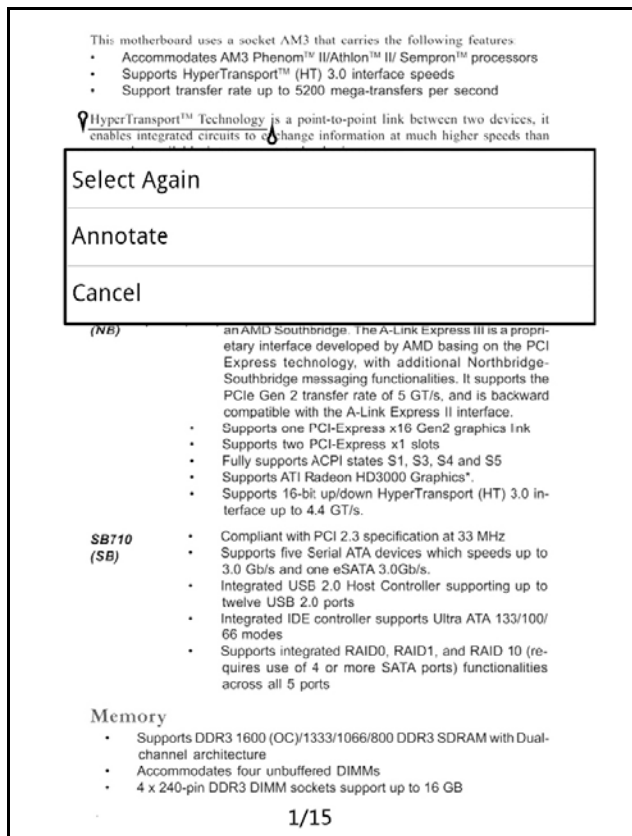 This motherboard uses a socket AM3 that carries the following features:
• Accommodates AM3 Phenom™ II/Athlon™ II/ Sempron™ processors
• Supports HyperTransport™ (HT) 3.0 interface speeds
• Support transfer rate up to 5200 mega-transfers per second
HyperTransport™ Technology is a point-to-point link between two devices, it
enables integrated circuits to exchange information at much higher speeds than
Select Again
Annotate
Cancel
(NB)
an AMD Southbridge. The A-Link Express III is a propri-
etary interface developed by AMD basing on the PCI
Express technology, with additional Northbridge-
Southbridge messaging functionalities. It supports the
PCIe Gen 2 transfer rate of 5 GT/s, and is backward
compatible with the A-Link Express II interface.
• Supports one PCI-Express x16 Gen2 graphics link
• Supports two PCI-Express x1 slots
• Fully supports ACPI states S1, S3, S4 and S5
• Supports ATI Radeon HD3000 Graphics*.
• Supports 16-bit up/down HyperTransport (HT) 3.0 in-
terface up to 4.4 GT/s.
SB710
(SB)
• Compliant with PCI 2.3 specification at 33 MHz
• Supports five Serial ATA devices which speeds up to
3.0 Gb/s and one eSATA 3.0Gb/s.
• Integrated USB 2.0 Host Controller supporting up to
twelve USB 2.0 ports
• Integrated IDE controller supports Ultra ATA 133/100/
66 modes
• Supports integrated RAID0, RAID1, and RAID 10 (re-
quires use of 4 or more SATA ports) functionalities
across all 5 ports
Memory
• Supports DDR3 1600 (OC)/1333/1066/800 DDR3 SDRAM with Dual-
channel architecture
• Accommodates four unbuffered DIMMs
• 4 x 240-pin DDR3 DIMM sockets support up to 16 GB
1/15